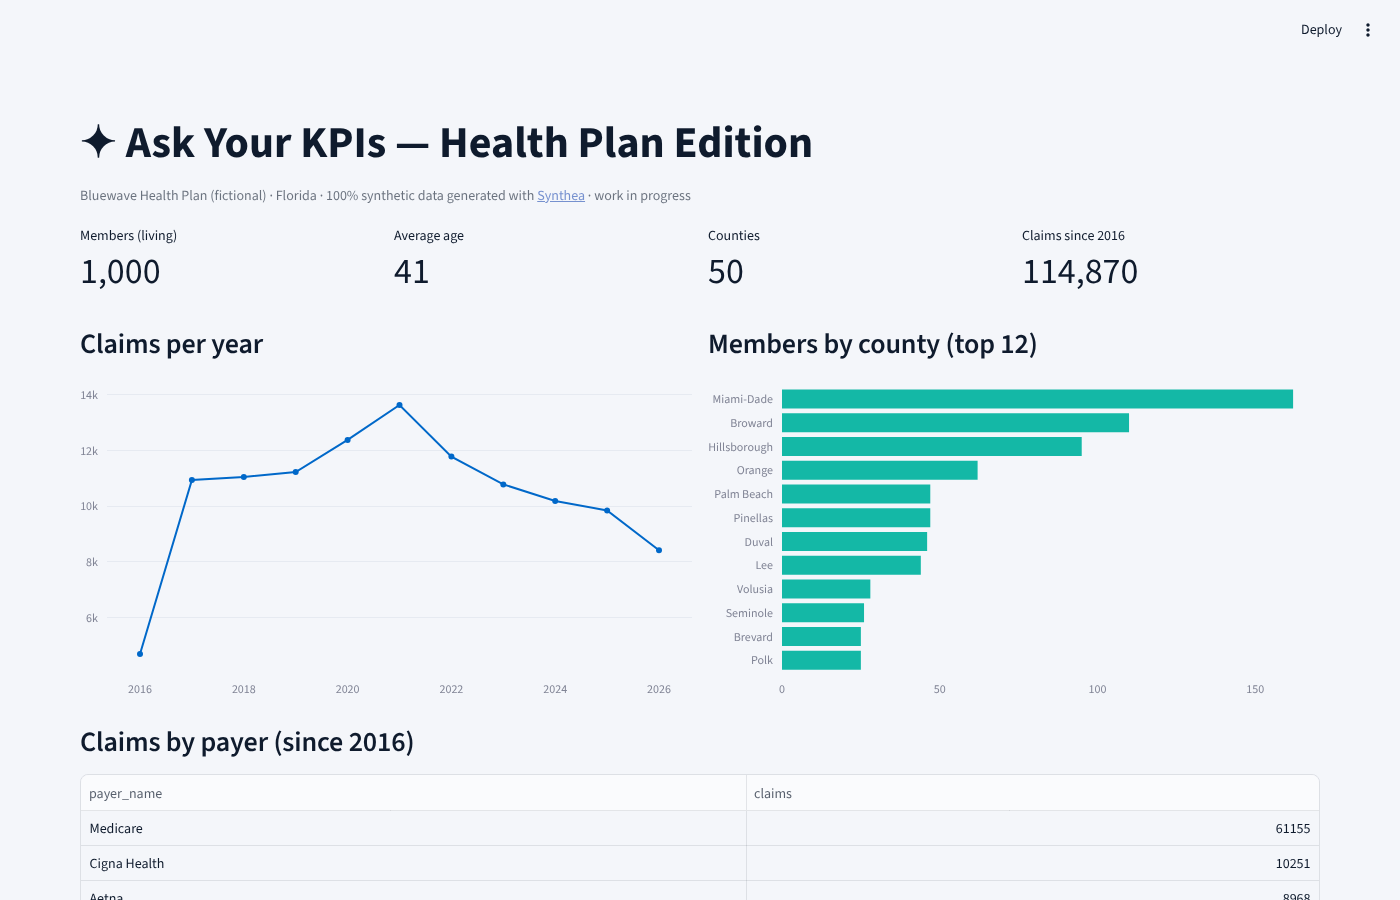 Deploy
✦ Ask Your KPIs — Health Plan Edition
Bluewave Health Plan (fictional) · Florida · 100% synthetic data generated with Synthea · work in progress
Members (living)
1,000
Average age
41
Counties
50
Claims since 2016
114,870
Claims per year
14k
12k
10k
8k
6k
2016 2018 2020 2022 2024 2026
Members by county (top 12)
Miami-Dade
Broward
Hillsborough
Orange
Palm Beach
Pinellas
Duval
Lee
Volusia
Seminole
Brevard
Polk
0 50 100 150
Claims by payer (since 2016)
payer_name claims
Medicare 61155
Cigna Health 10251
Aetna 8968